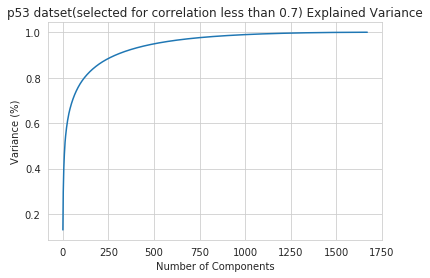 p53 datset(selected for correlation less than 0.7) Explained Variance
1.0
0.8
0.6
0.4
0.2
Variance (%)
0 250 500 750 1000 1250 1500 1750
Number of Components